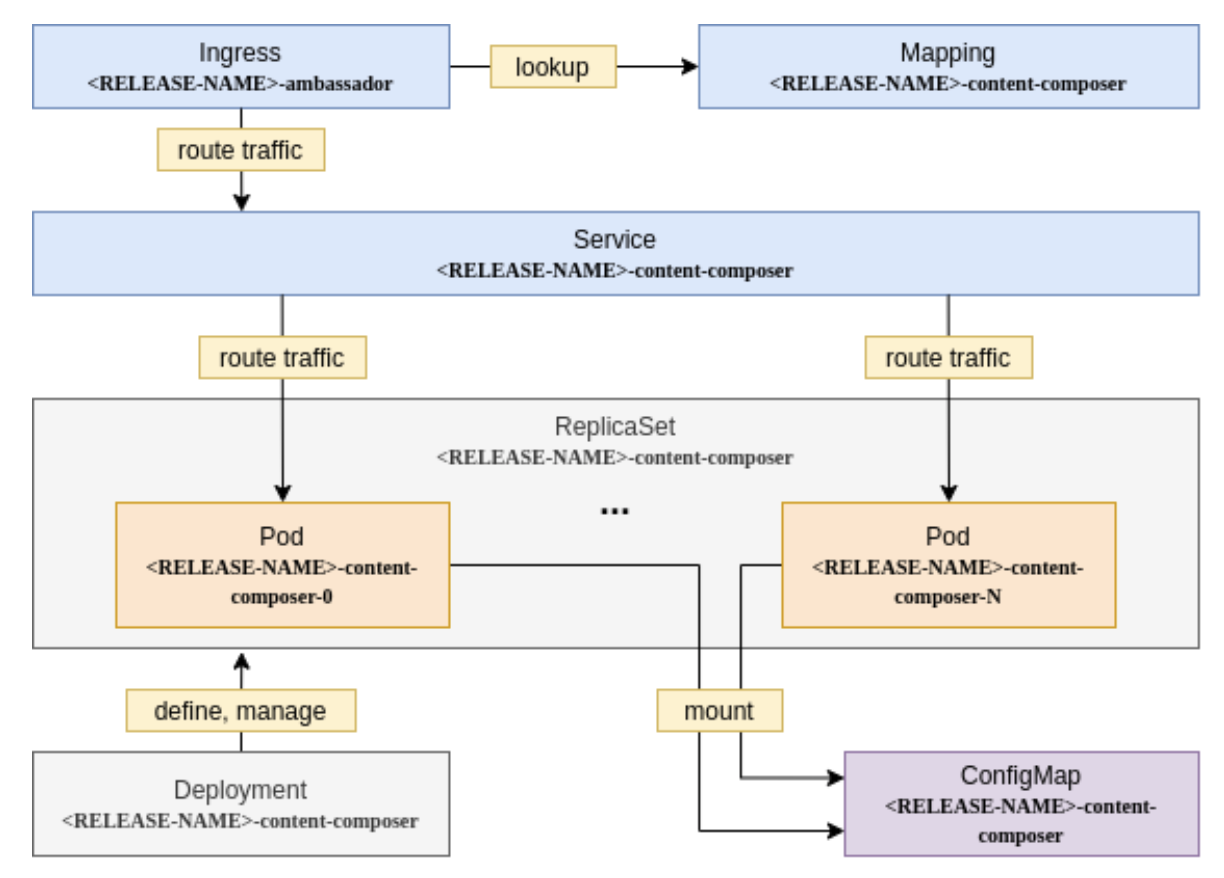 Ingress
<RELEASE-NAME>-ambassador
lookup
Mapping
<RELEASE-NAME>-content-composer
route traffic
Service
<RELEASE-NAME>-content-composer
route traffic
route traffic
ReplicaSet
<RELEASE-NAME>-content-composer
...
Pod
<RELEASE-NAME>-content-
composer-0
Pod
<RELEASE-NAME>-content-
composer-N
define, manage
mount
Deployment
<RELEASE-NAME>-content-composer
ConfigMap
<RELEASE-NAME>-content-
composer